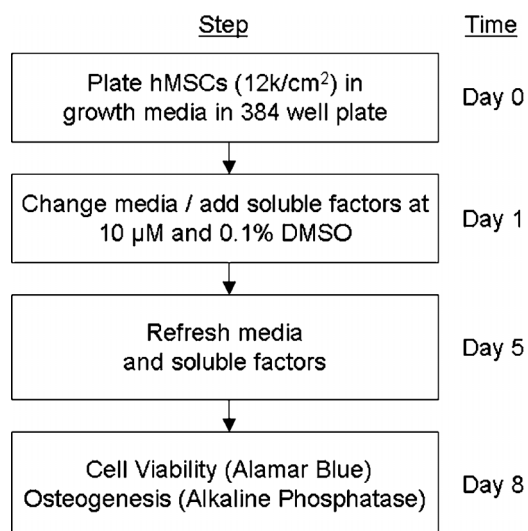 Step Time
Plate hMSCs (12k/cm²) in
growth media in 384 well plate
Day 0
Change media / add soluble factors at
10 µM and 0.1% DMSO
Day 1
Refresh media
and soluble factors
Day 5
Cell Viability (Alamar Blue)
Osteogenesis (Alkaline Phosphatase)
Day 8